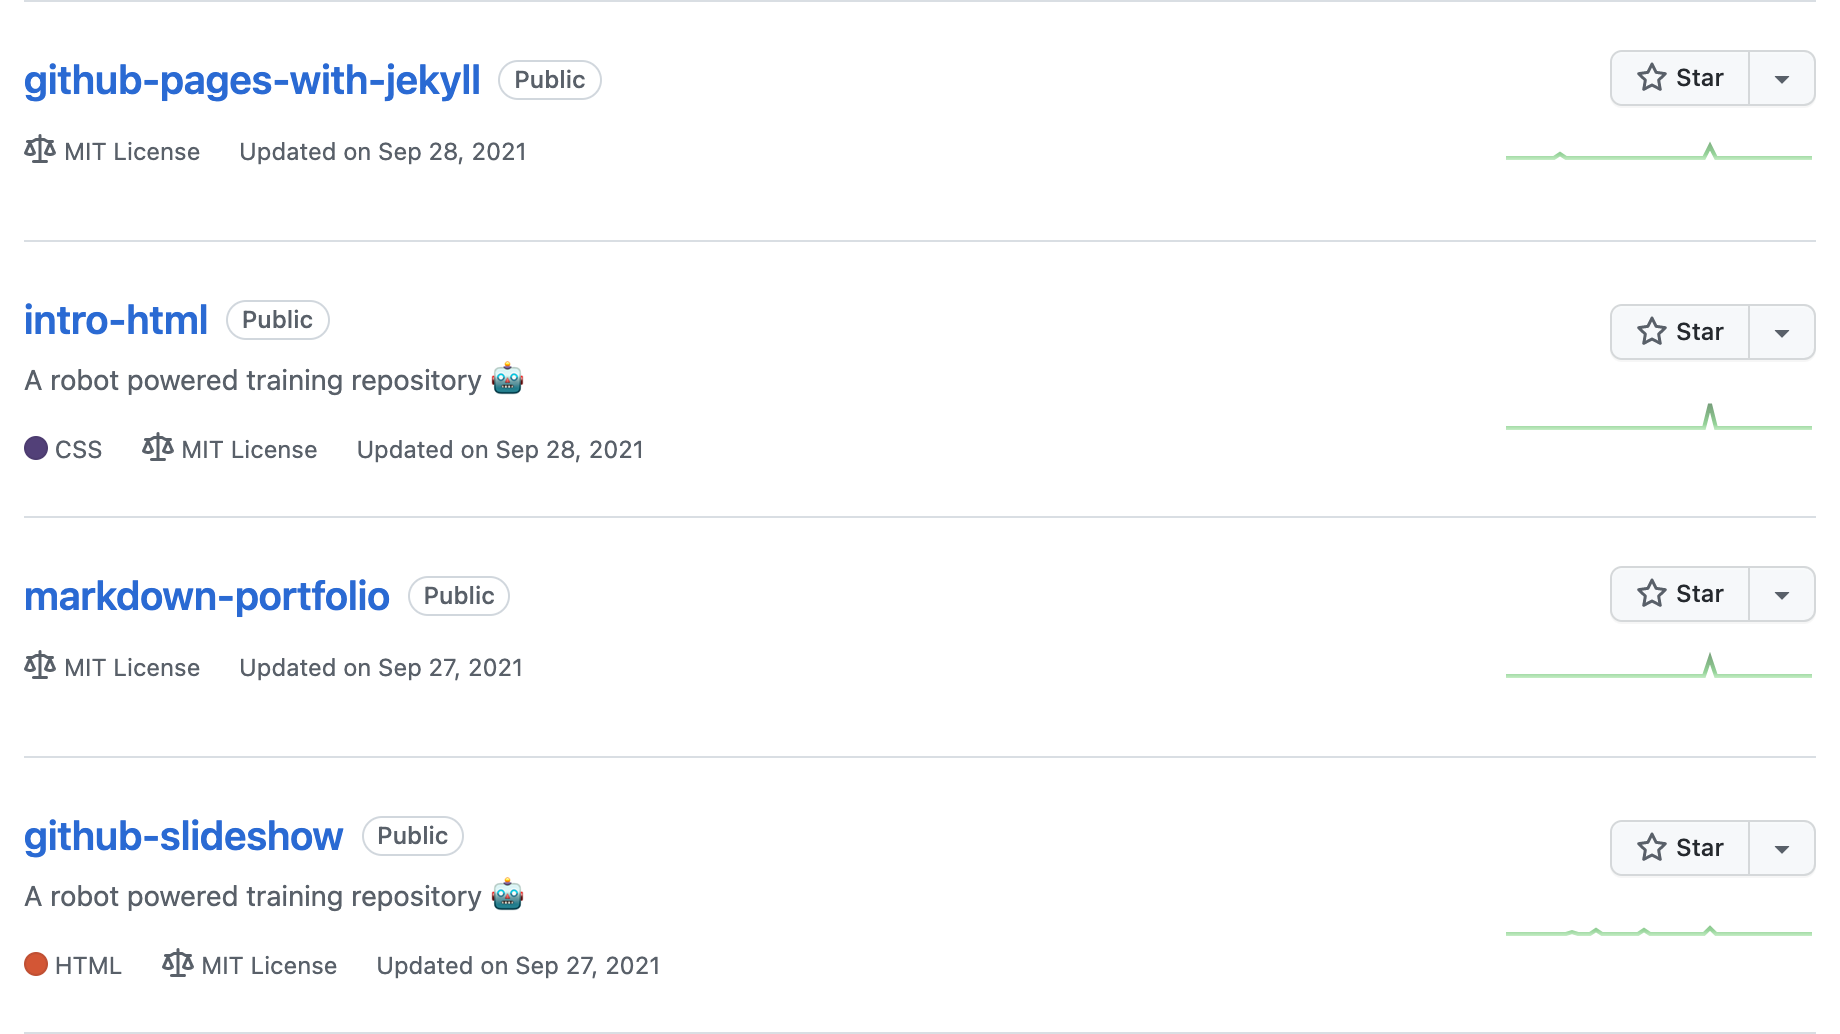 github-pages-with-jekyll Public Star
MIT License Updated on Sep 28, 2021
intro-html Public Star
A robot powered training repository 🤖
CSS MIT License Updated on Sep 28, 2021
markdown-portfolio Public Star
MIT License Updated on Sep 27, 2021
github-slideshow Public Star
A robot powered training repository 🤖
HTML MIT License Updated on Sep 27, 2021